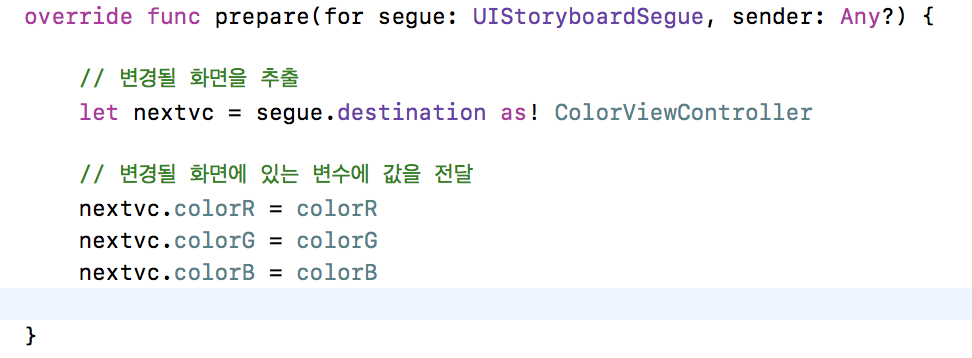 override func prepare(for segue: UIStoryboardSegue, sender: Any?) {
// 변경될 화면을 추출
let nextvc = segue.destination as! ColorViewController
// 변경될 화면에 있는 변수에 값을 전달
nextvc.colorR = colorR
nextvc.colorG = colorG
nextvc.colorB = colorB
}